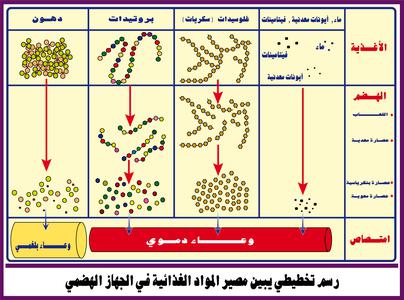 ماء, أيونات معدنية, فيتامينات
غلوسيدات (سكريات)
بروتيدات
دهون
الأغذية
ماء
فيتامينات
أيونات معدنية
الهضم
اللعاب
عصارة معدية
عصارة بنكرياسية
عصارة معوية
امتصاص
وعاء دموي
وعاء بلغمي
رسم تخطيطي يبين مصير المواد الغذائية في الجهاز الهضمي